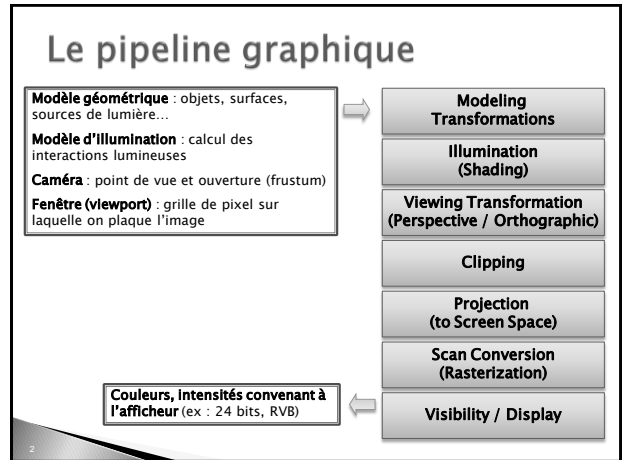 Le pipeline graphique
Modèle géométrique : objets, surfaces,
sources de lumière…
Modèle d'illumination : calcul des
interactions lumineuses
Caméra : point de vue et ouverture (frustum)
Fenêtre (viewport) : grille de pixel sur
laquelle on plaque l'image
Modeling
Transformations
Illumination
(Shading)
Viewing Transformation
(Perspective / Orthographic)
Clipping
Projection
(to Screen Space)
Scan Conversion
(Rasterization)
Visibility / Display
Couleurs, intensités convenant à
l'afficheur (ex : 24 bits, RVB)
2